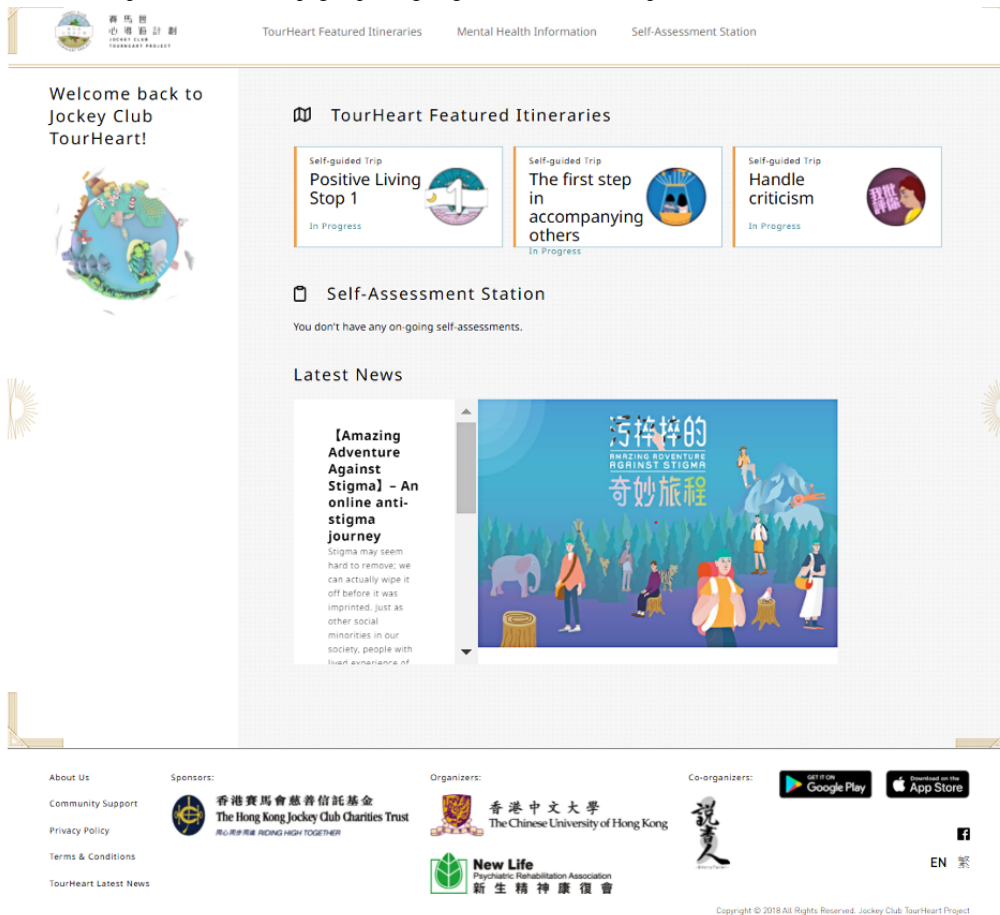 賽馬會
心導遊計劃
JOCKEY CLUB
TOURHEART PROJECT
TourHeart Featured Itineraries
Mental Health Information
Self-Assessment Station
Welcome back to
Jockey Club
TourHeart!
TourHeart Featured Itineraries
Self-guided Trip
Positive Living
Stop 1
In Progress
1
Self-guided Trip
The first step
in
accompanying
others
In Progress
Self-guided Trip
Handle
criticism
In Progress
我批
評你
Self-Assessment Station
You don't have any on-going self-assessments.
Latest News
【Amazing
Adventure
Against
Stigma】 – An
online anti-
stigma
journey
Stigma may seem
hard to remove; we
can actually wipe it
off before it was
imprinted. Just as
other social
minorities in our
society, people with
lived experience of
污糟糟的
AMAZING ADVENTURE
AGAINST STIGMA
奇妙旅程
About Us
Community Support
Privacy Policy
Terms & Conditions
TourHeart Latest News
Sponsors:
香港賽馬會慈善信託基金
The Hong Kong Jockey Club Charities Trust
同心同步同進 RIDING HIGH TOGETHER
Organizers:
香港中文大學
The Chinese University of Hong Kong
New Life
Psychiatric Rehabilitation Association
新生精神康復會
Co-organizers:
說書人
GET IT ON
Google Play
Download on the
App Store
EN 繁
Copyright © 2018 All Rights Reserved. Jockey Club TourHeart Project